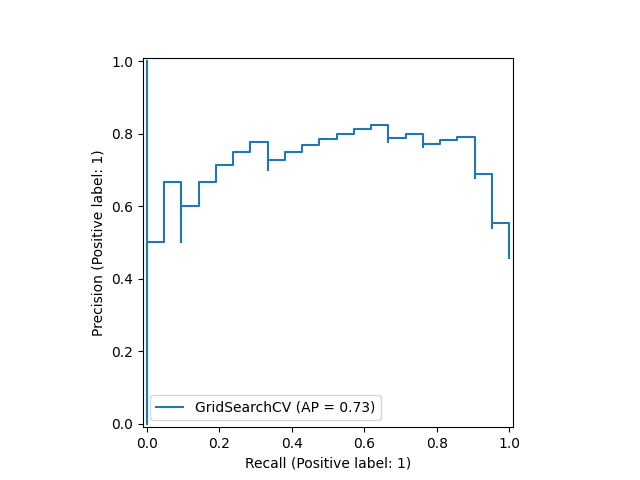 1.0
0.8
0.6
0.4
0.2
0.0
Precision (Positive label: 1)
GridSearchCV (AP = 0.73)
0.0 0.2 0.4 0.6 0.8 1.0
Recall (Positive label: 1)